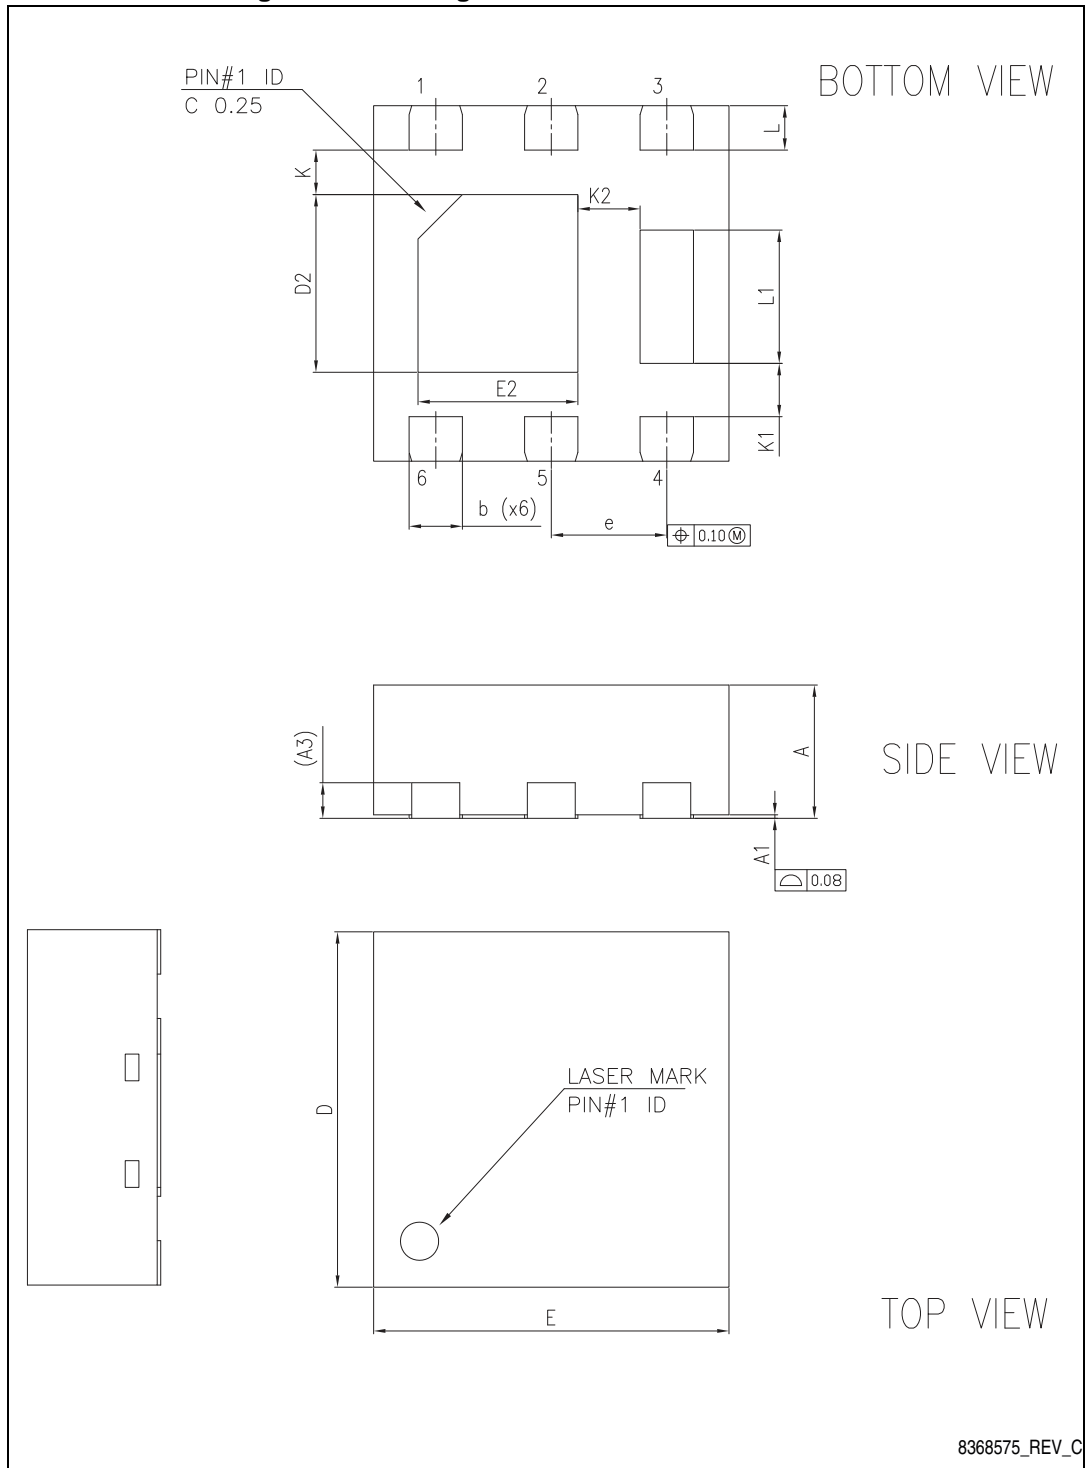 PIN#1 ID
C 0.25
BOTTOM VIEW
1
2
3
L
K
K2
D2
L1
E2
K1
6
5
4
b (x6)
e
0.10 Ⓜ
(A3)
A
SIDE VIEW
A1
0.08
D
LASER MARK
PIN#1 ID
E
TOP VIEW
8368575_REV_C